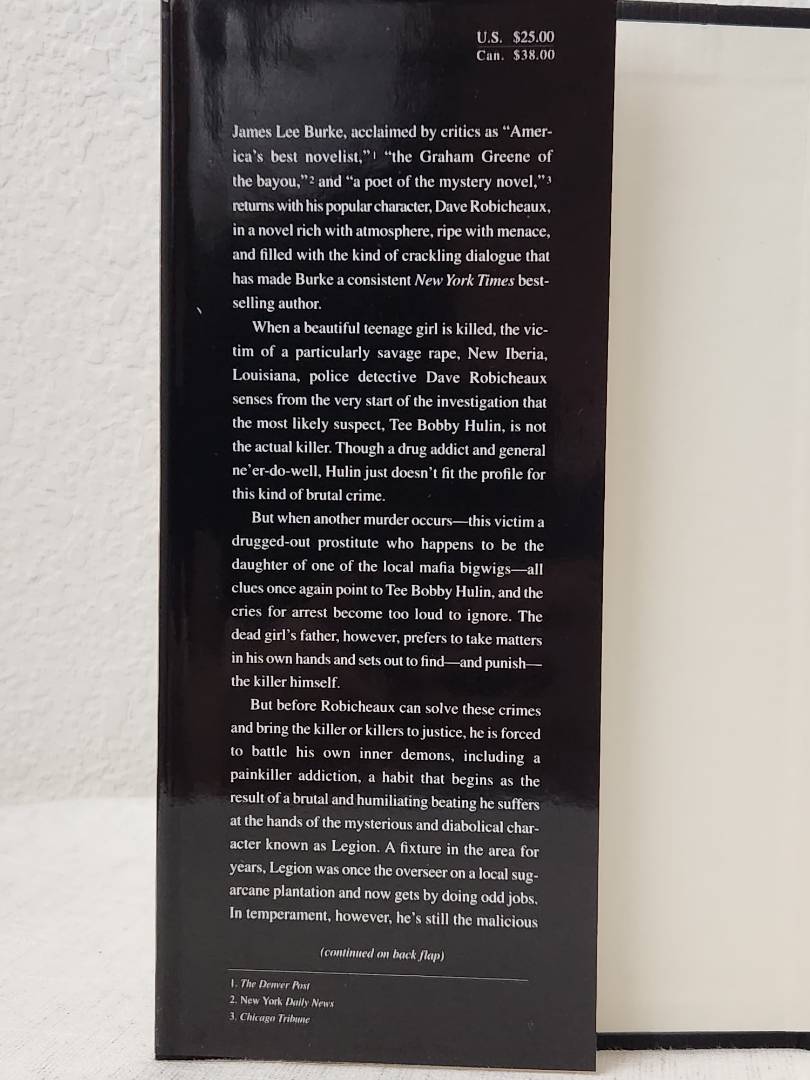 U.S. $25.00
Can. $38.00
James Lee Burke, acclaimed by critics as “Amer-
ica’s best novelist,”1 “the Graham Greene of
the bayou,”2 and “a poet of the mystery novel,”3
returns with his popular character, Dave Robicheaux,
in a novel rich with atmosphere, ripe with menace,
and filled with the kind of crackling dialogue that
has made Burke a consistent New York Times best-
selling author.
When a beautiful teenage girl is killed, the vic-
tim of a particularly savage rape, New Iberia,
Louisiana, police detective Dave Robicheaux
senses from the very start of the investigation that
the most likely suspect, Tee Bobby Hulin, is not
the actual killer. Though a drug addict and general
ne’er-do-well, Hulin just doesn’t fit the profile for
this kind of brutal crime.
But when another murder occurs—this victim a
drugged-out prostitute who happens to be the
daughter of one of the local mafia bigwigs—all
clues once again point to Tee Bobby Hulin, and the
cries for arrest become too loud to ignore. The
dead girl’s father, however, prefers to take matters
in his own hands and sets out to find—and punish—
the killer himself.
But before Robicheaux can solve these crimes
and bring the killer or killers to justice, he is forced
to battle his own inner demons, including a
painkiller addiction, a habit that begins as the
result of a brutal and humiliating beating he suffers
at the hands of the mysterious and diabolical char-
acter known as Legion. A fixture in the area for
years, Legion was once the overseer on a local sug-
arcane plantation and now gets by doing odd jobs.
In temperament, however, he’s still the malicious
(continued on back flap)
1. The Denver Post
2. New York Daily News
3. Chicago Tribune